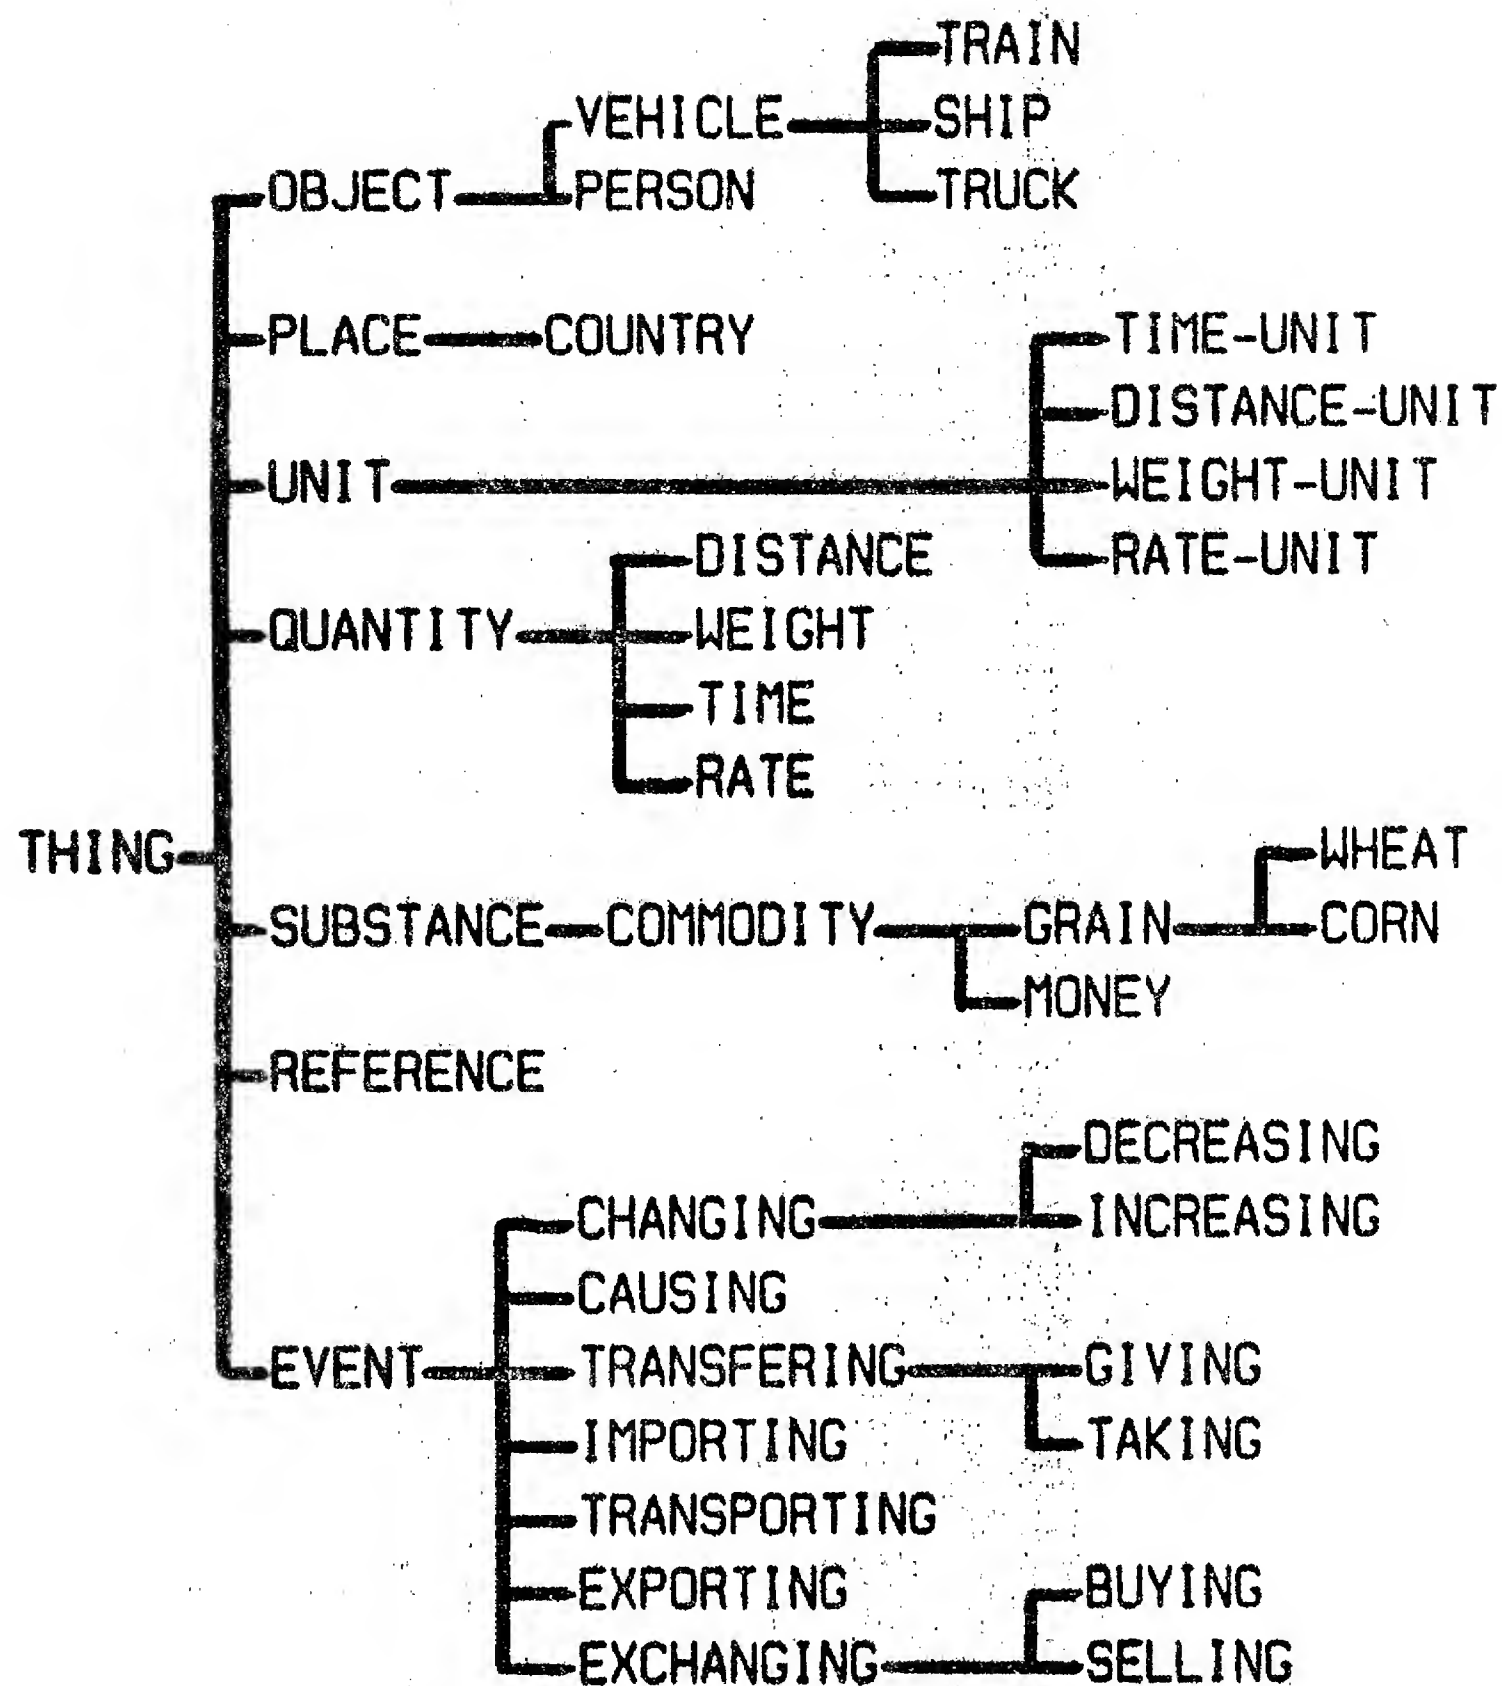 TRAIN
VEHICLE SHIP
OBJECT PERSON TRUCK
PLACE COUNTRY TIME-UNIT
DISTANCE-UNIT
UNIT WEIGHT-UNIT
DISTANCE RATE-UNIT
QUANTITY WEIGHT
TIME
RATE
THING WHEAT
SUBSTANCE COMMODITY GRAIN CORN
MONEY
REFERENCE
DECREASING
CHANGING INCREASING
CAUSING
EVENT TRANSFERING GIVING
IMPORTING TAKING
TRANSPORTING
EXPORTING BUYING
EXCHANGING SELLING